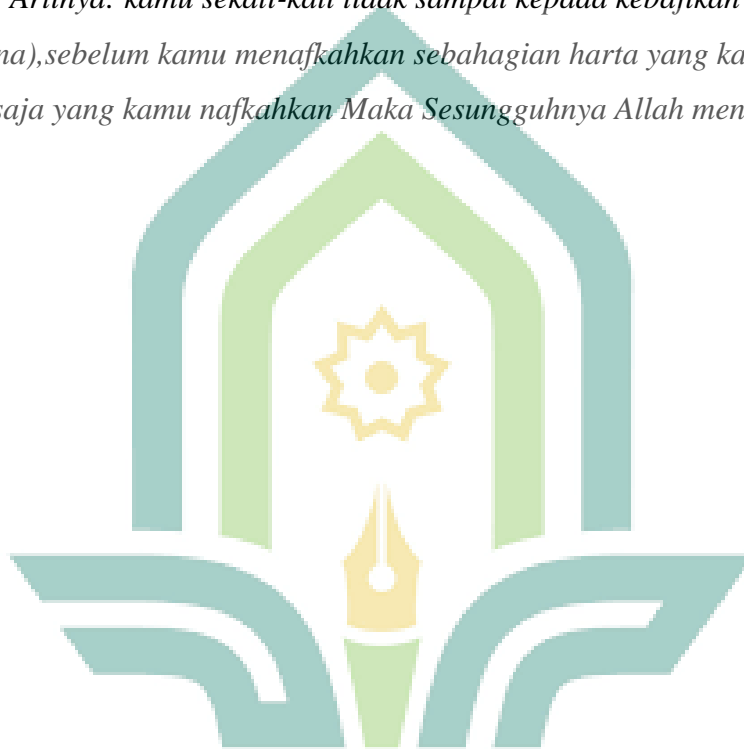 Artinya: kamu sekali-kali tidak sampai kepada kebajikan
na),sebelum kamu menafkahkan sebahagian harta yang ka
saja yang kamu nafkahkan Maka Sesungguhnya Allah men